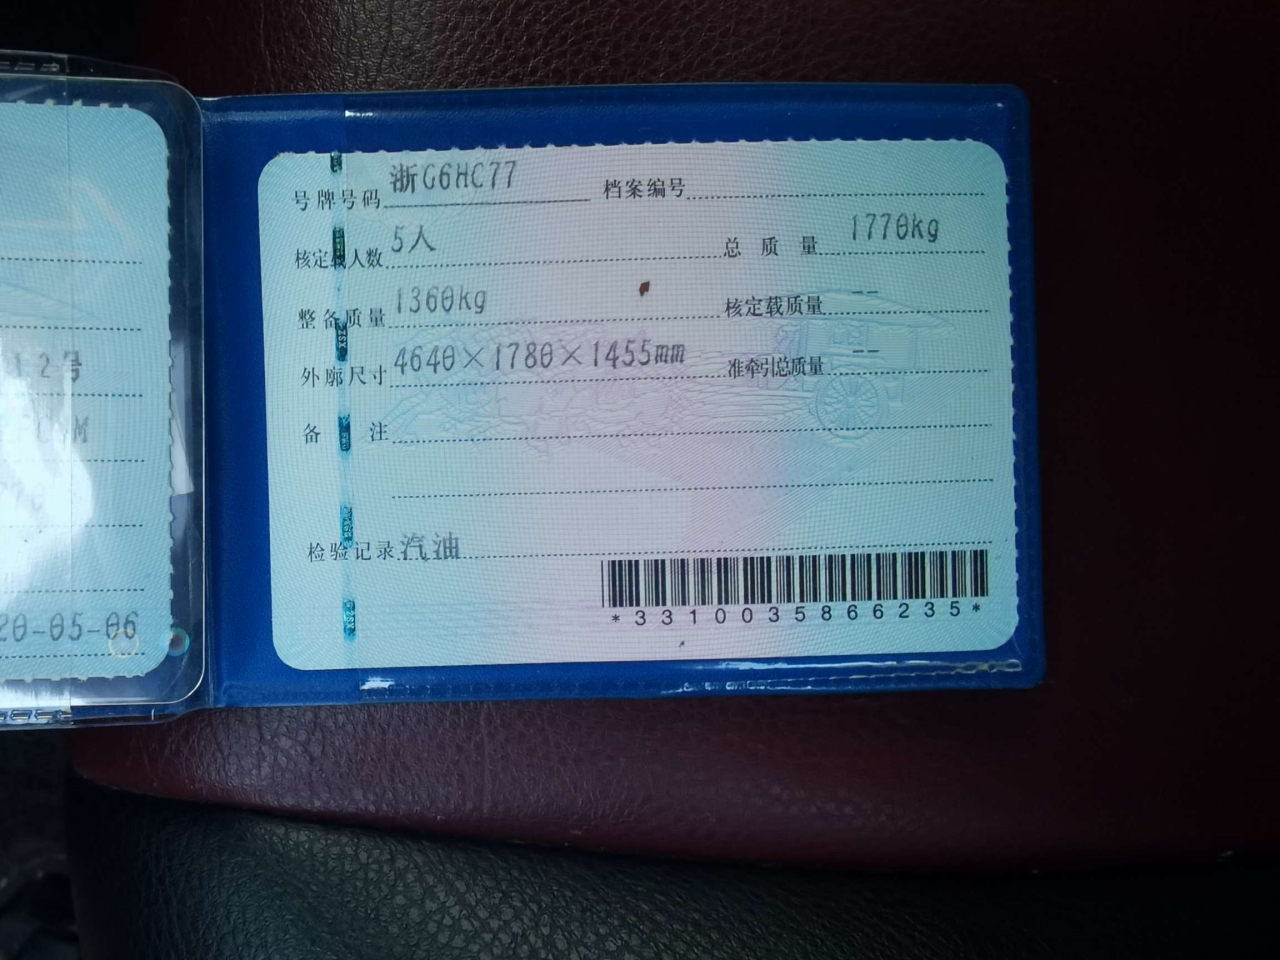 12号
20-05-06
号牌号码 浙G6HC77 档案编号
核定载人数 5人 总质量 1770kg
整备质量 1360kg 核定载质量 --
外廓尺寸 4640×1780×1455mm 准牵引总质量 --
备注
检验记录 汽油
*3310035866235*